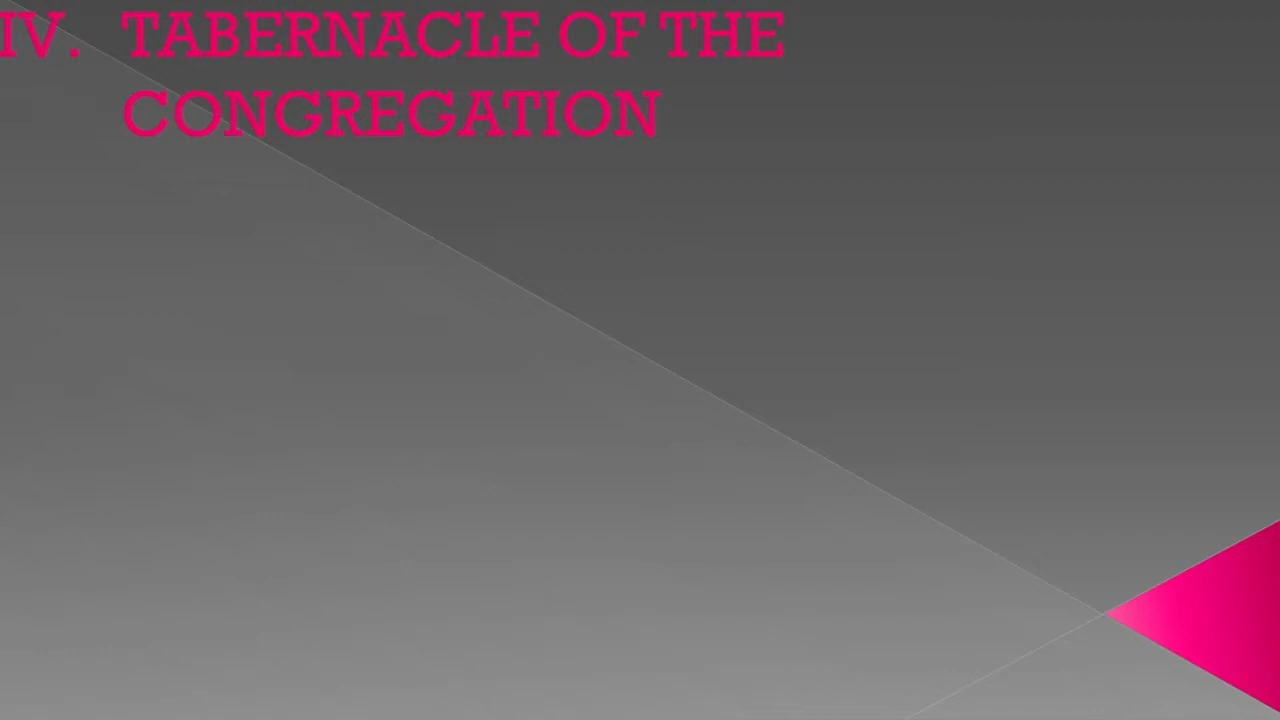 IV. TABERNACLE OF THE
CONGREGATION